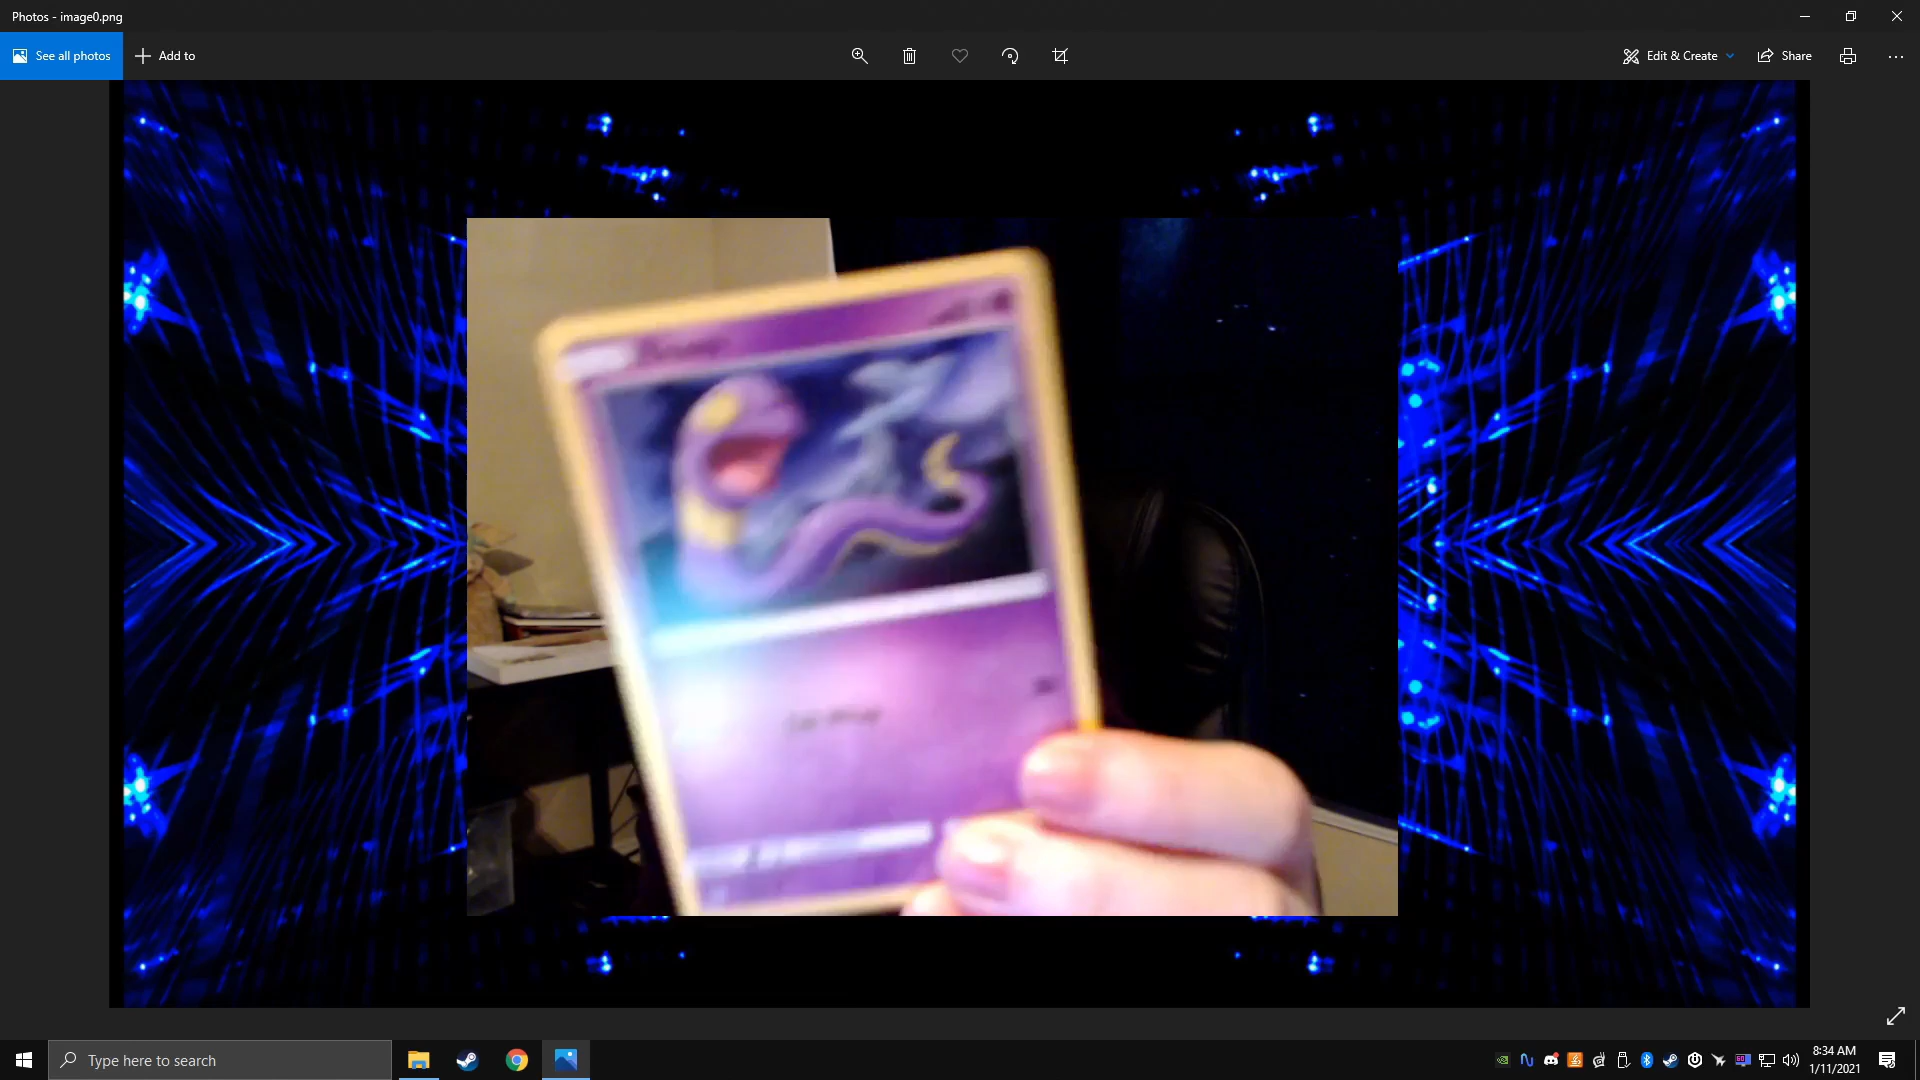 Photos - image0.png
See all photos
Add to
Edit & Create
Share
Type here to search
8:34 AM
1/11/2021